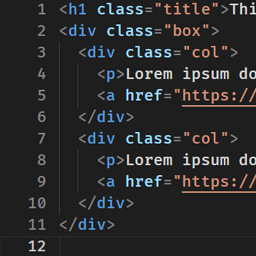 1 <h1 class="title">Thi
2 <div class="box">
3 <div class="col">
4 <p>Lorem ipsum do
5 <a href="https://
6 </div>
7 <div class="col">
8 <p>Lorem ipsum do
9 <a href="https://
10 </div>
11 </div>
12